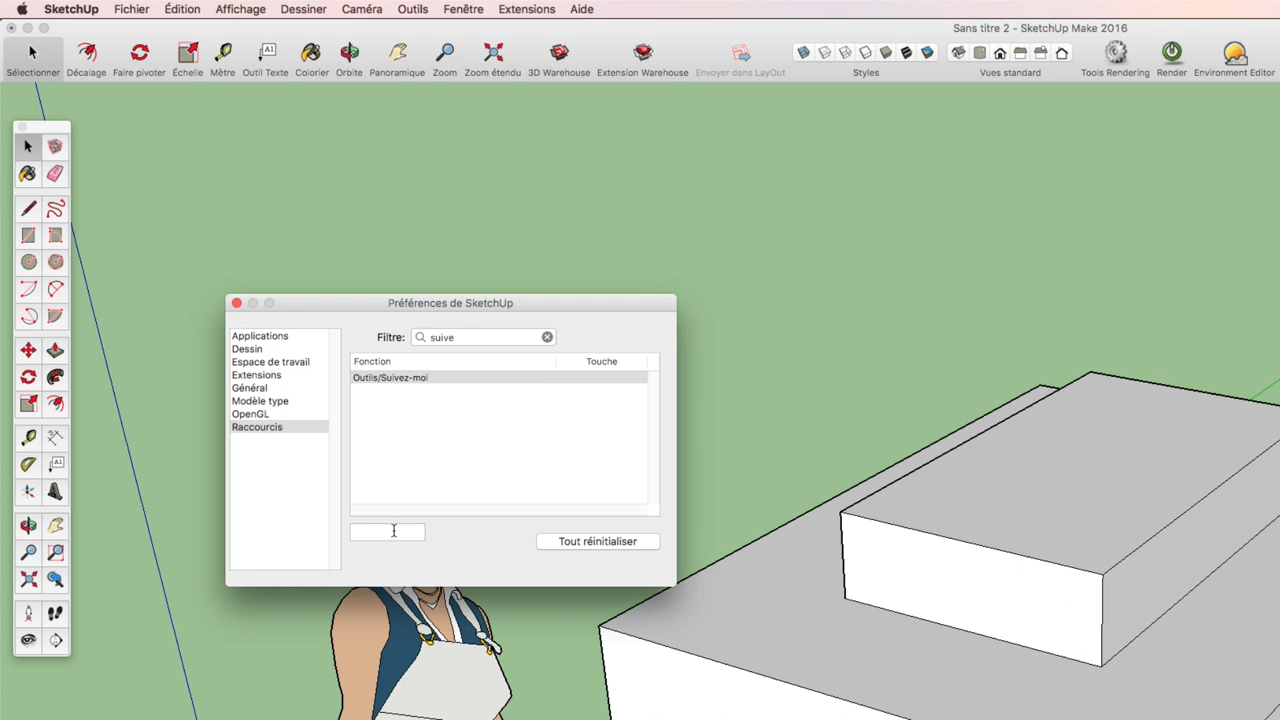 SketchUp Fichier Édition Affichage Dessiner Caméra Outils Fenêtre Extensions Aide
Sans titre 2 - SketchUp Make 2016
Sélectionner Décalage Faire pivoter Échelle Mètre Outil Texte Colorier Orbite Panoramique Zoom Zoom étendu 3D Warehouse Extension Warehouse Envoyer dans LayOut Styles Vues standard Tools Rendering Render Environment Editor
Préférences de SketchUp
Applications
Dessin
Espace de travail
Extensions
Général
Modèle type
OpenGL
Raccourcis
Filtre: suive
Fonction Touche
Outils/Suivez-moi
Tout réinitialiser